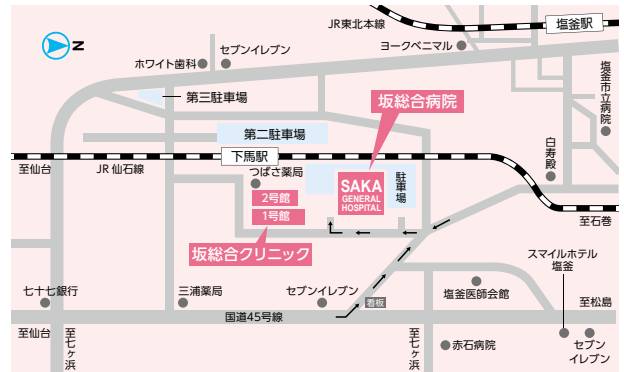 JR東北本線
塩釜駅
N
ヨークベニマル
セブンイレブン
ホワイト歯科
塩釜市立病院
第三駐車場
坂総合病院
第二駐車場
白寿殿
至仙台
JR 仙石線
下馬駅
つばさ薬局
駐車場
SAKA
GENERAL
HOSPITAL
2号館
1号館
至石巻
坂総合クリニック
スマイルホテル
塩釜
七十七銀行
三浦薬局
セブンイレブン
看板
塩釜医師会館
至松島
国道45号線
至仙台
至七ヶ浜
至七ヶ浜
赤石病院
セブン
イレブン